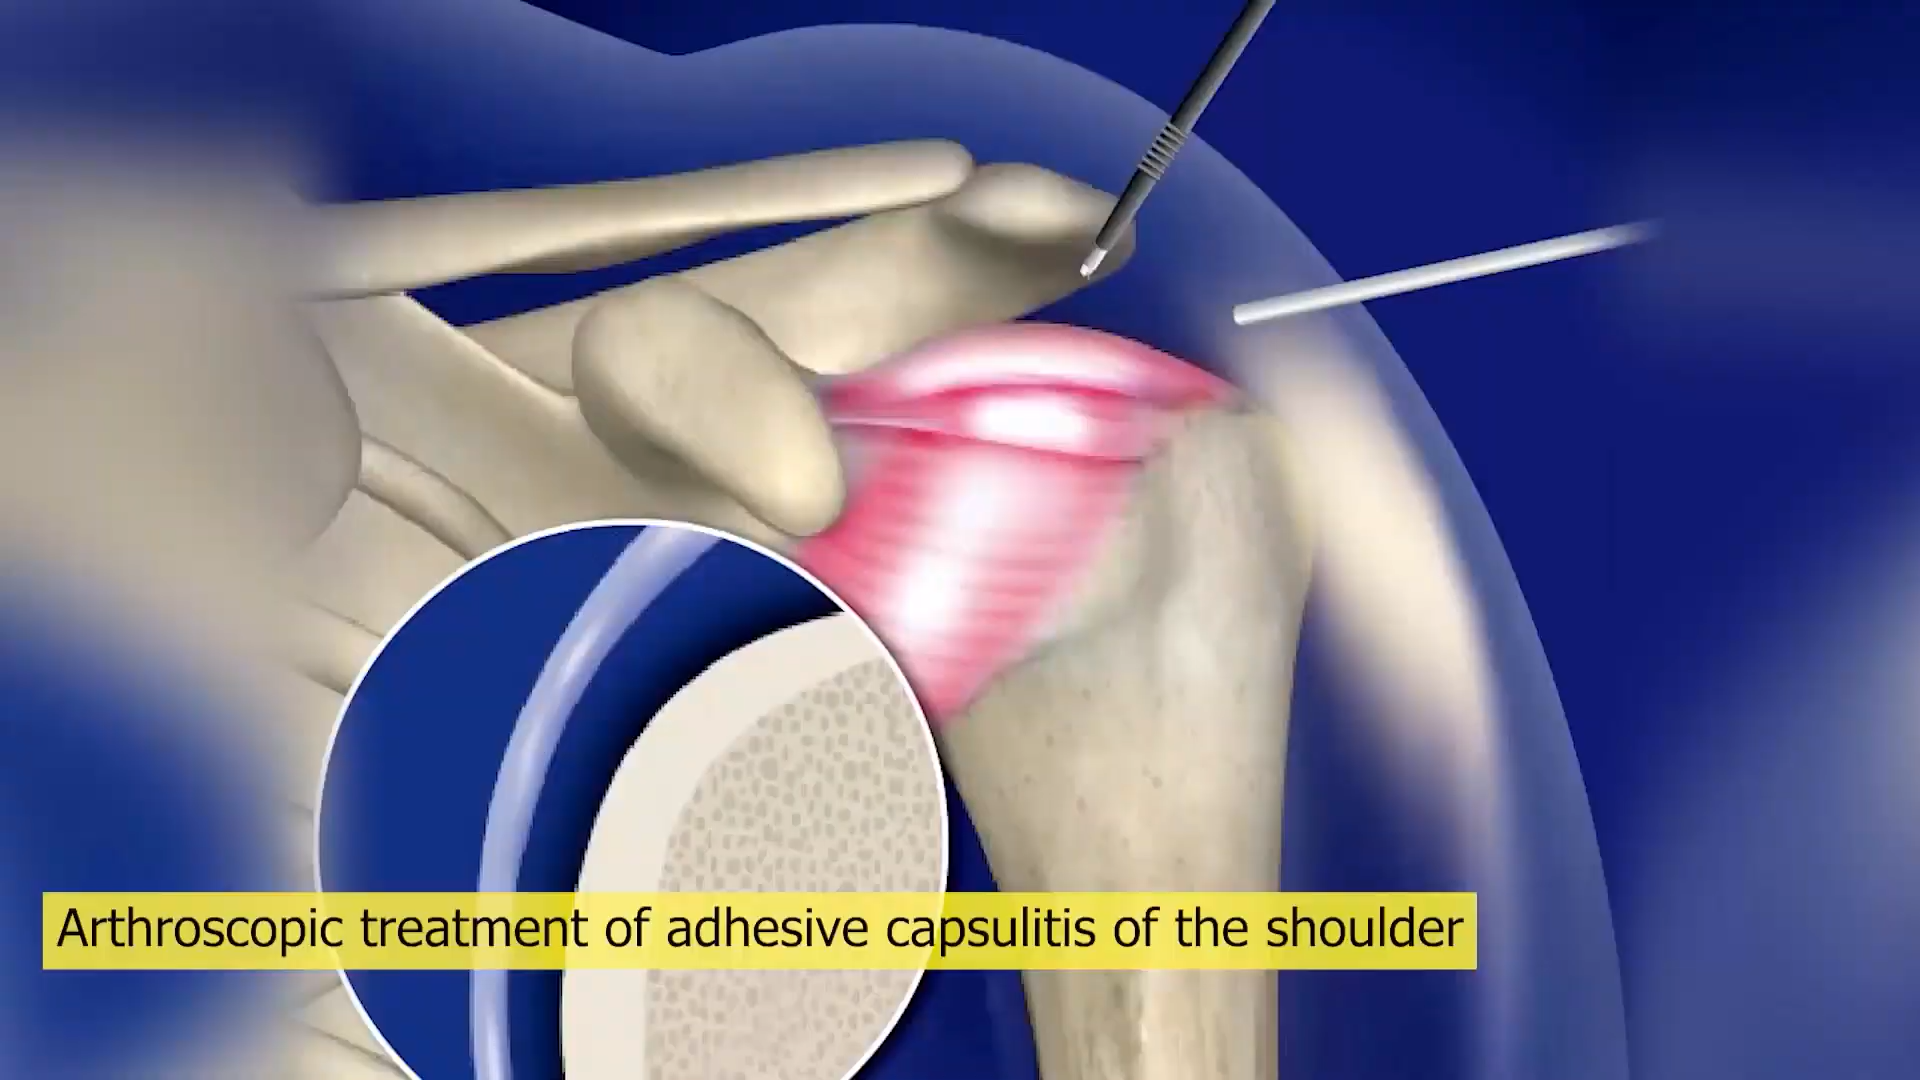 Arthroscopic treatment of adhesive capsulitis of the shoulder